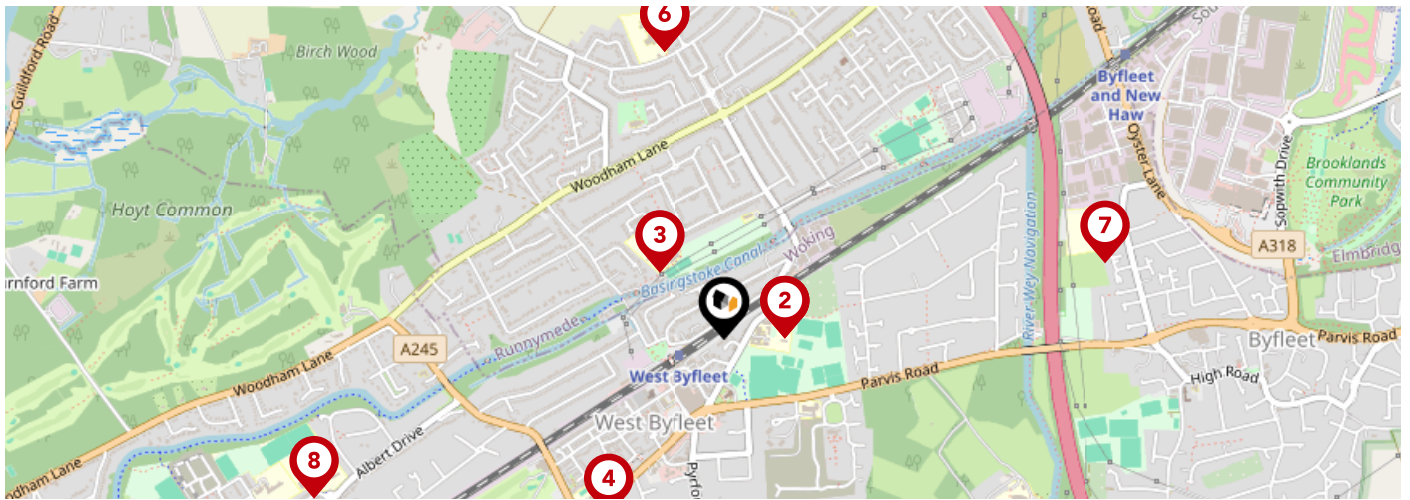 6
Guildford Road
Birch Wood
Byfleet
and New
Haw
Oyster Lane
Woodham Lane
Sopwith Drive
Brooklands
Community
Park
Hoyt Common
3
7
Woking
A318
Elmbridg
Basingstoke Canal
River Wey Navigation
rnford Farm
2
Runnymede
A245
Parvis Road
Byfleet
Woodham Lane
West Byfleet
Parvis Road
High Road
West Byfleet
Albert Drive
8
4
odham Lane
Pyrfo